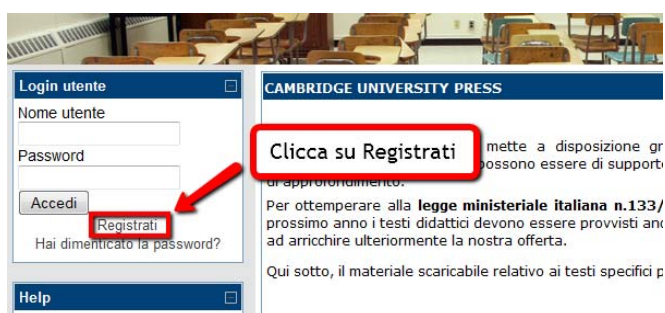 Login utente
Nome utente
Password
Accedi
Registrati
Hai dimenticato la password?
Help
CAMBRIDGE UNIVERSITY PRESS
Clicca su Registrati
mette a disposizione gr
possono essere di supporto
di approfondimento.
Per ottemperare alla legge ministeriale italiana n.133/
prossimo anno i testi didattici devono essere provvisti anc
ad arricchire ulteriormente la nostra offerta.
Qui sotto, il materiale scaricabile relativo ai testi specifici p